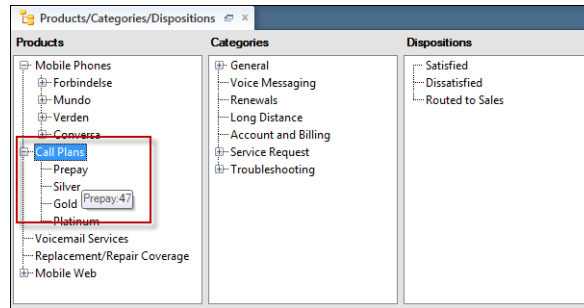 Products/Categories/Dispositions
Products
Mobile Phones
Forbindelse
Mundo
Verden
Conversa
Call Plans
Prepay
Silver
Gold
Prepay:47
Platinum
Voicemail Services
Replacement/Repair Coverage
Mobile Web
Categories
General
Voice Messaging
Renewals
Long Distance
Account and Billing
Service Request
Troubleshooting
Dispositions
Satisfied
Dissatisfied
Routed to Sales